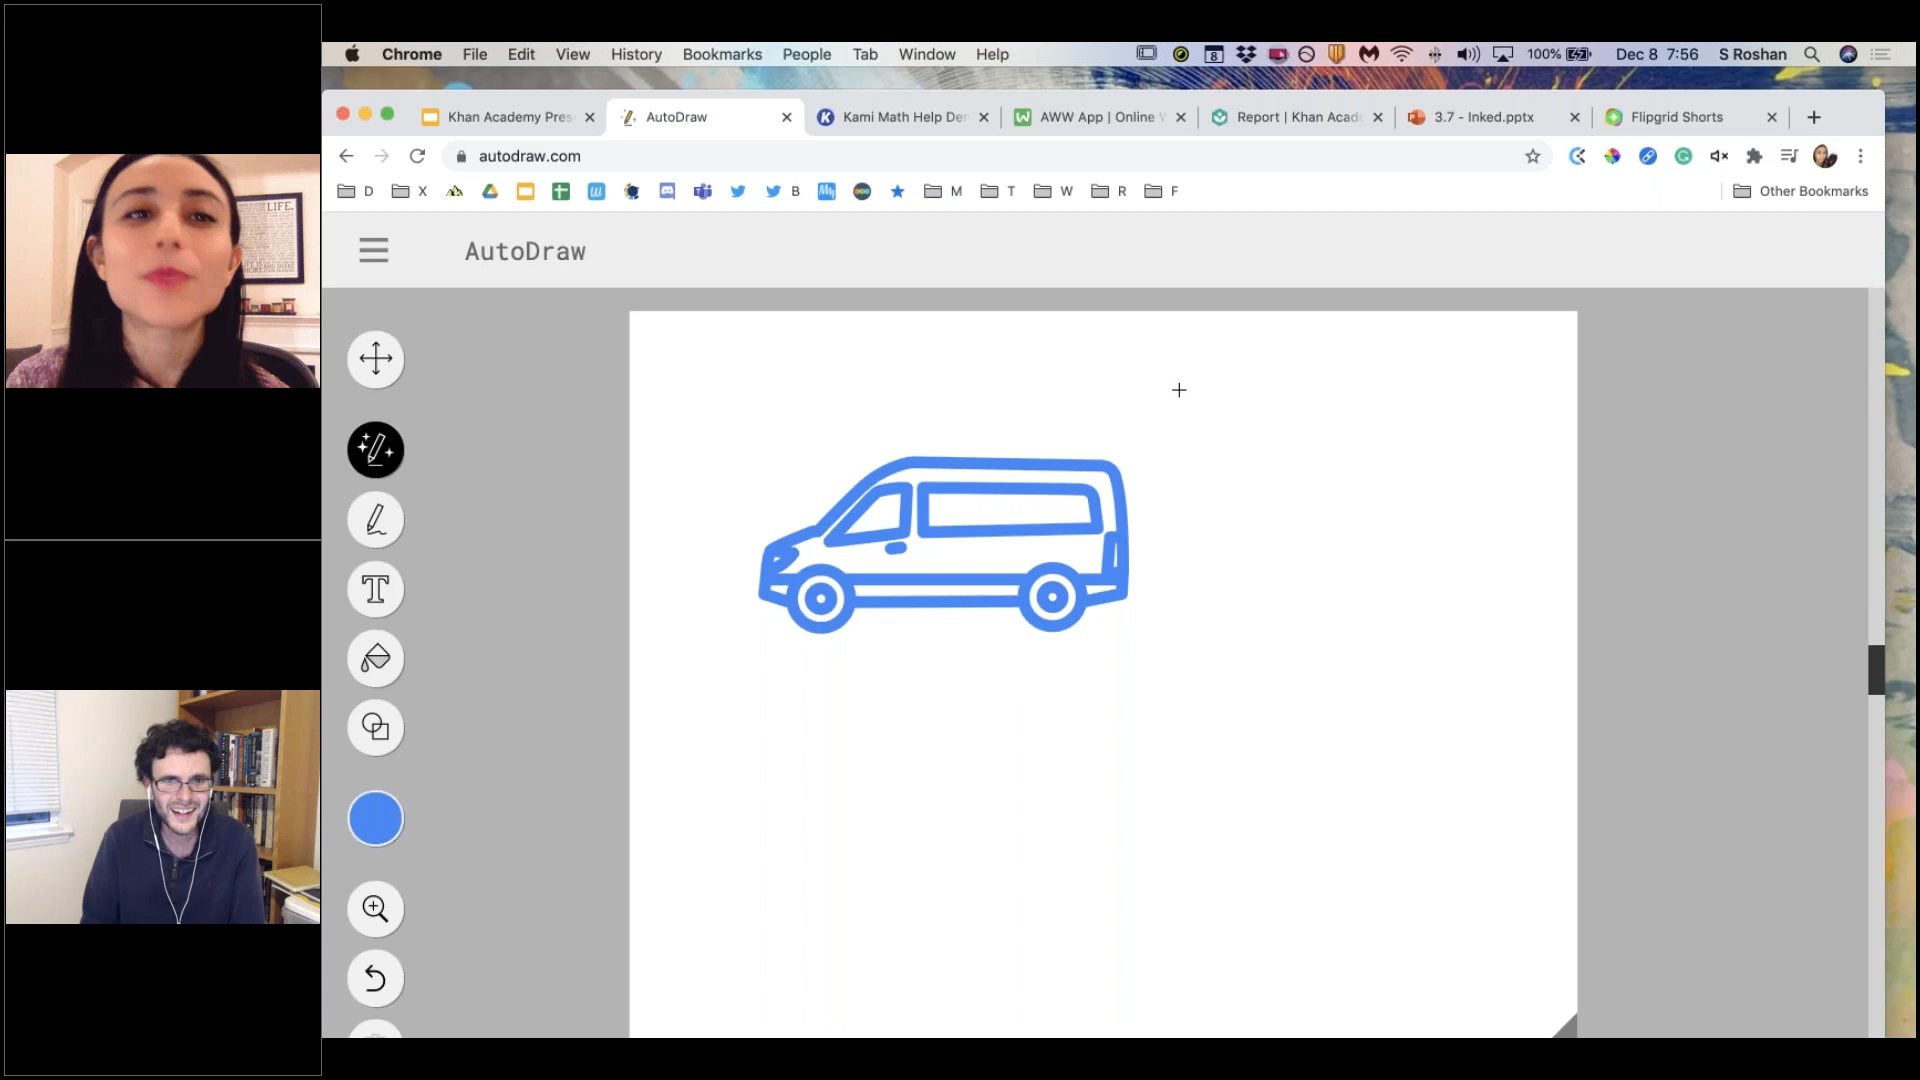 Chrome File Edit View History Bookmarks People Tab Window Help 8 100% Dec 8 7:56 S Roshan
Khan Academy Pres AutoDraw Kami Math Help De AWW App | Online Report | Khan Acad 3.7 - Inked.pptx Flipgrid Shorts
autodraw.com
D X B M T W R F Other Bookmarks
AutoDraw
LIFE.